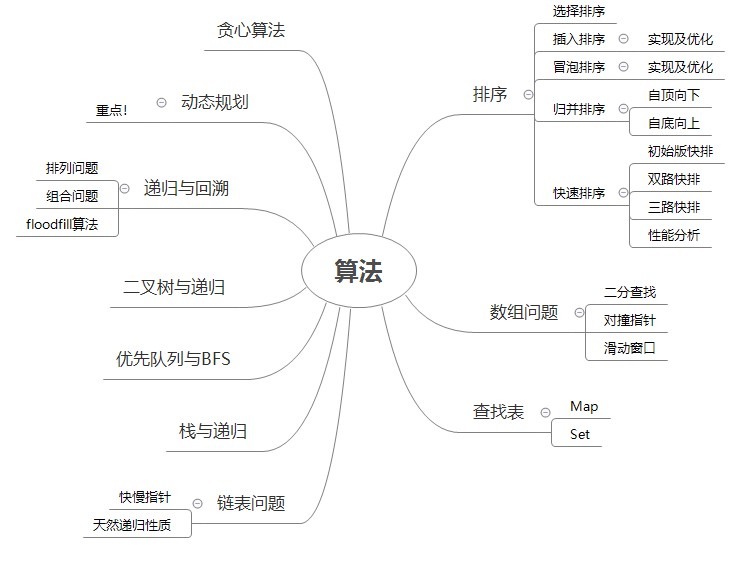 算法
排序
选择排序
插入排序
实现及优化
冒泡排序
实现及优化
归并排序
自顶向下
自底向上
快速排序
初始版快排
双路快排
三路快排
性能分析
数组问题
二分查找
对撞指针
滑动窗口
查找表
Map
Set
贪心算法
动态规划
重点!
递归与回溯
排列问题
组合问题
floodfill算法
二叉树与递归
优先队列与BFS
栈与递归
链表问题
快慢指针
天然递归性质